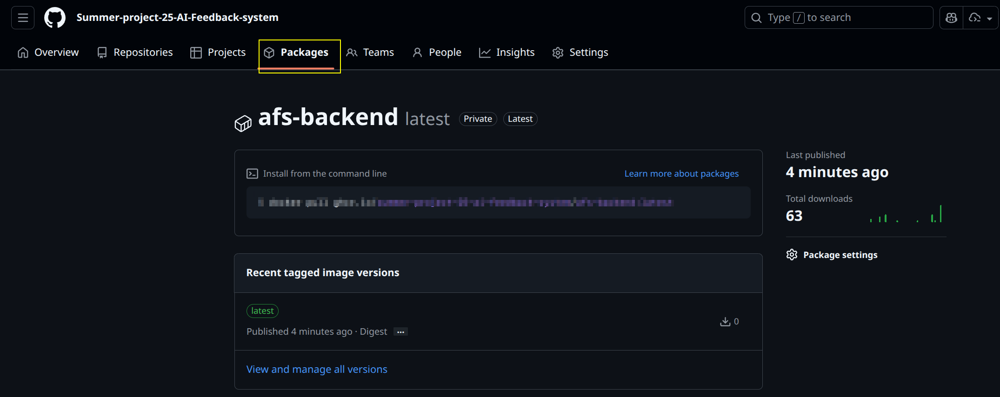 Summer-project-25-AI-Feedback-system
Type / to search
Overview Repositories Projects Packages Teams People Insights Settings
afs-backend latest Private Latest
Install from the command line Learn more about packages
Last published
4 minutes ago
Total downloads
63
Package settings
Recent tagged image versions
latest
Published 4 minutes ago · Digest ...
0
View and manage all versions